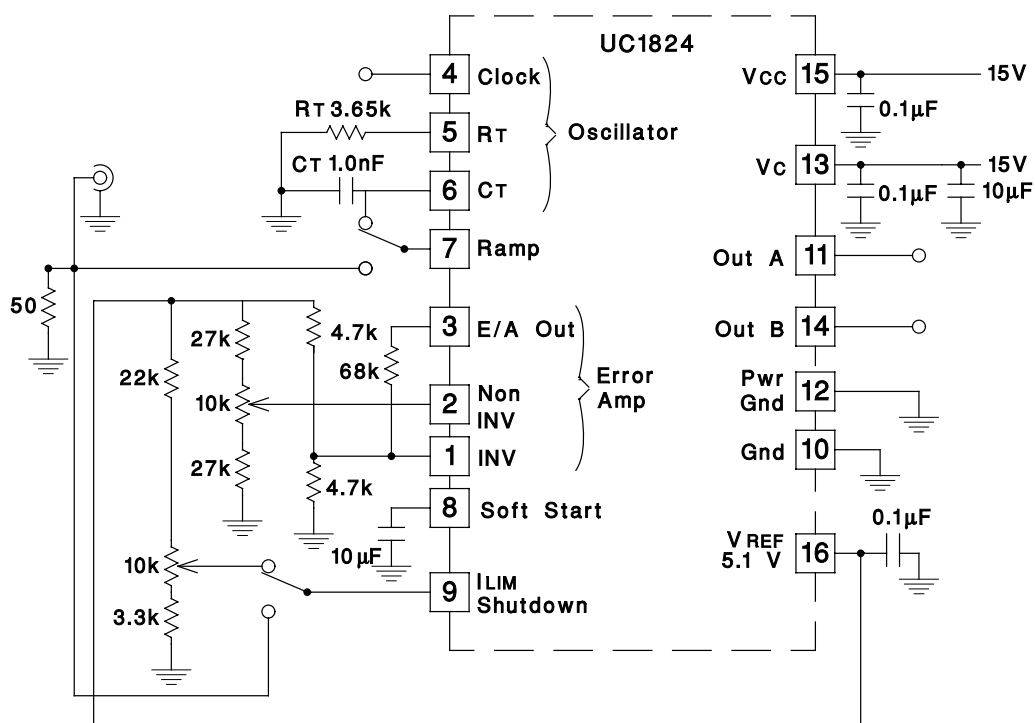 UC1824
4 Clock
RT 3.65k
5 RT
Oscillator
CT 1.0nF
6 CT
7 Ramp
VCC 15 15V
0.1µF
VC 13 15V
0.1µF 10µF
Out A 11
Out B 14
Pwr
Gnd 12
Gnd 10
VREF
5.1 V 16
0.1µF
50
27k
4.7k
3 E/A Out
22k
68k
Error
Amp
10k
2 Non
INV
27k
1 INV
4.7k
8 Soft Start
10µF
10k
9 ILIM
Shutdown
3.3k